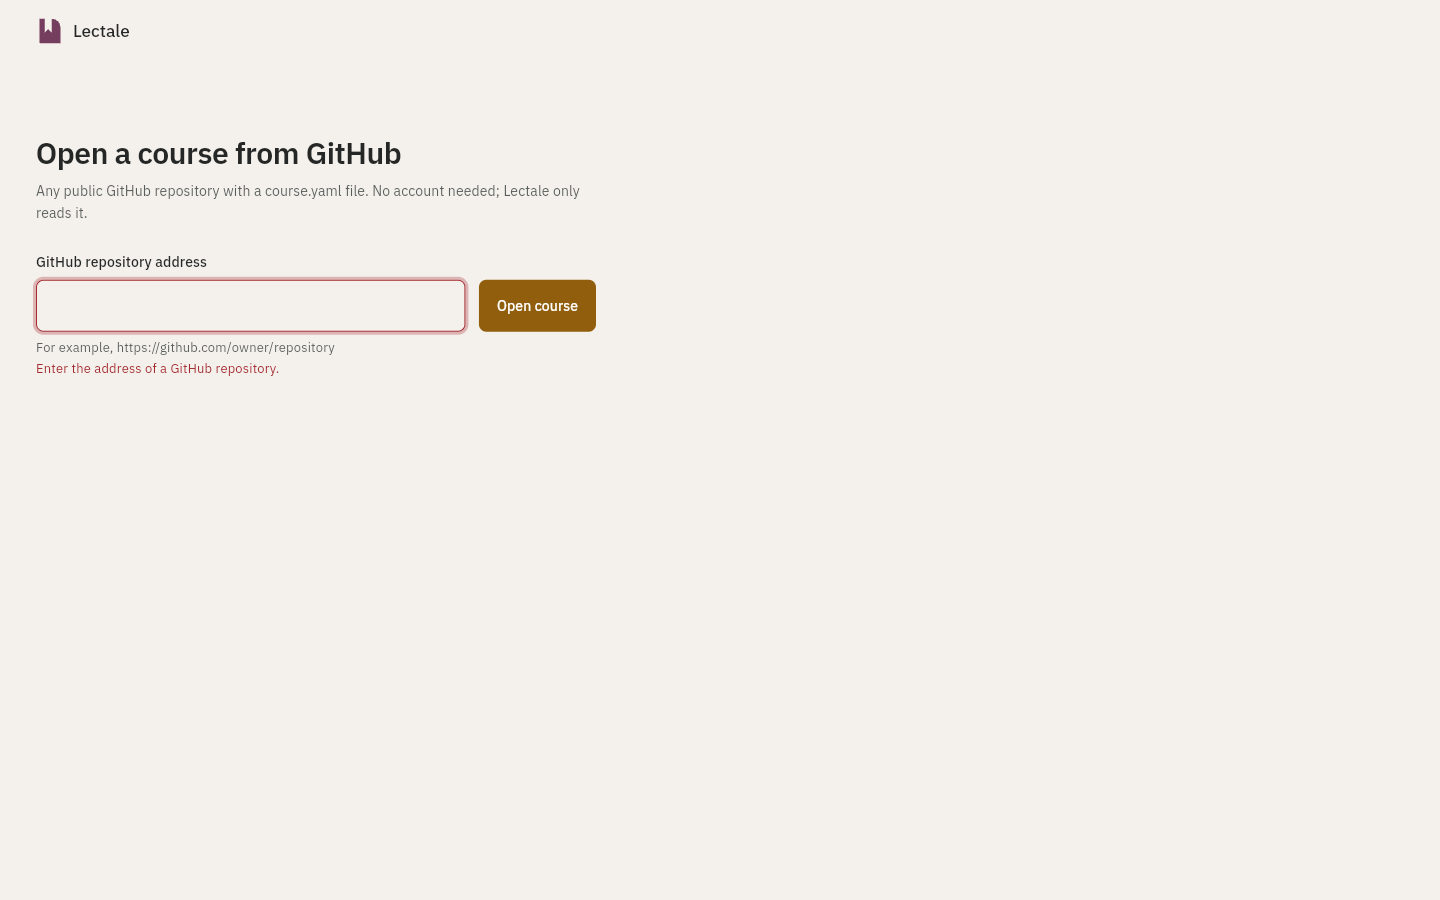 Lectale
Open a course from GitHub
Any public GitHub repository with a course.yaml file. No account needed; Lectale only
reads it.
GitHub repository address
Open course
For example, https://github.com/owner/repository
Enter the address of a GitHub repository.